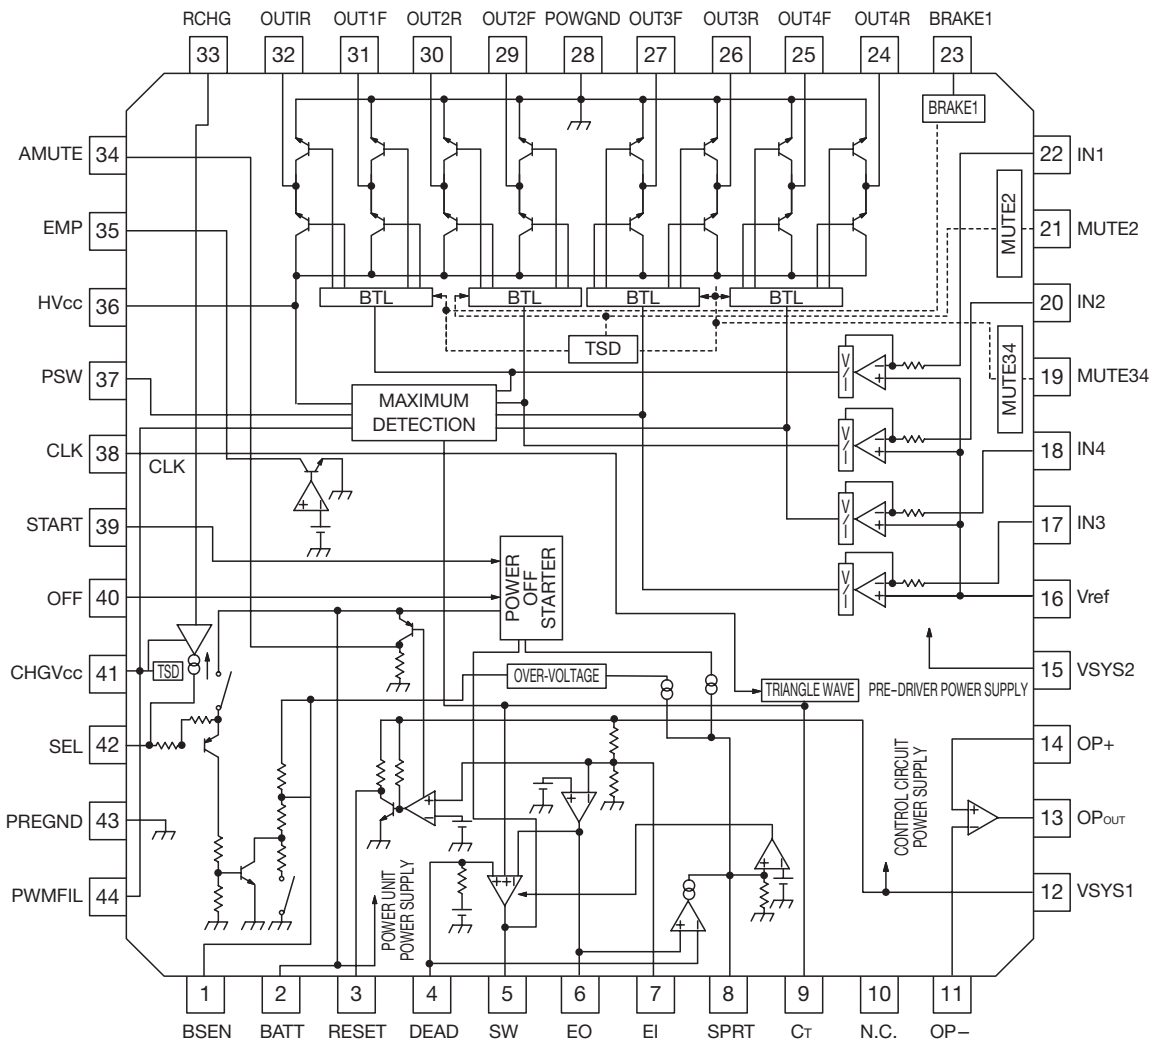 RCHG OUTIR OUT1F OUT2R OUT2F POWGND OUT3F OUT3R OUT4F OUT4R BRAKE1
33 32 31 30 29 28 27 26 25 24 23
BRAKE1
AMUTE 34
22 IN1
EMP 35
MUTE2
21 MUTE2
HVcc 36
BTL BTL BTL BTL
20 IN2
TSD
PSW 37
V/I − +
MUTE34
19 MUTE34
MAXIMUM
DETECTION
CLK 38
CLK
V/I − +
18 IN4
+ −
START 39
V/I − +
17 IN3
POWER
OFF
STARTER
OFF 40
V/I − +
16 Vref
CHGVcc 41
TSD
OVER-VOLTAGE
TRIANGLE WAVE
PRE−DRIVER POWER SUPPLY
15 VSYS2
SEL 42
14 OP+
CONTROL CIRCUIT
POWER SUPPLY
+ −
+ −
PREGND 43
+ −
13 OPOUT
+ −
+ + −
PWMFIL 44
12 VSYS1
POWER UNIT
POWER SUPPLY
+ −
1 2 3 4 5 6 7 8 9 10 11
BSEN BATT RESET DEAD SW EO EI SPRT CT N.C. OP−